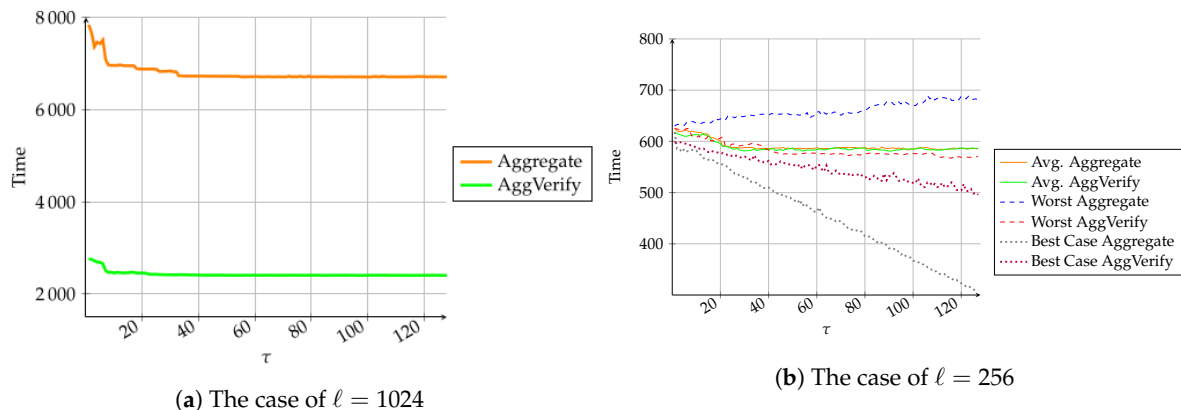 8 000
6 000
4 000
2 000
Time
20
40
60
80
100
120
τ
Aggregate
AggVerify
(a) The case of ℓ = 1024
800
700
600
500
400
Time
20
40
60
80
100
120
τ
Avg. Aggregate
Avg. AggVerify
Worst Aggregate
Worst AggVerify
Best Case Aggregate
Best Case AggVerify
(b) The case of ℓ = 256